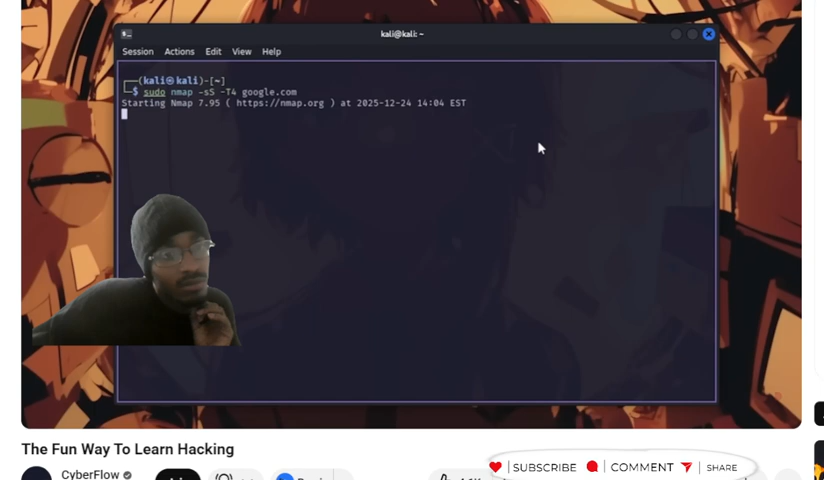 kali@kali: ~
Session Actions Edit View Help
┌──(kali㉿kali)-[~]
└─$ sudo nmap -sS -T4 google.com
Starting Nmap 7.95 ( https://nmap.org ) at 2025-12-24 14:04 EST
The Fun Way To Learn Hacking
CyberFlow
SUBSCRIBE | COMMENT | SHARE